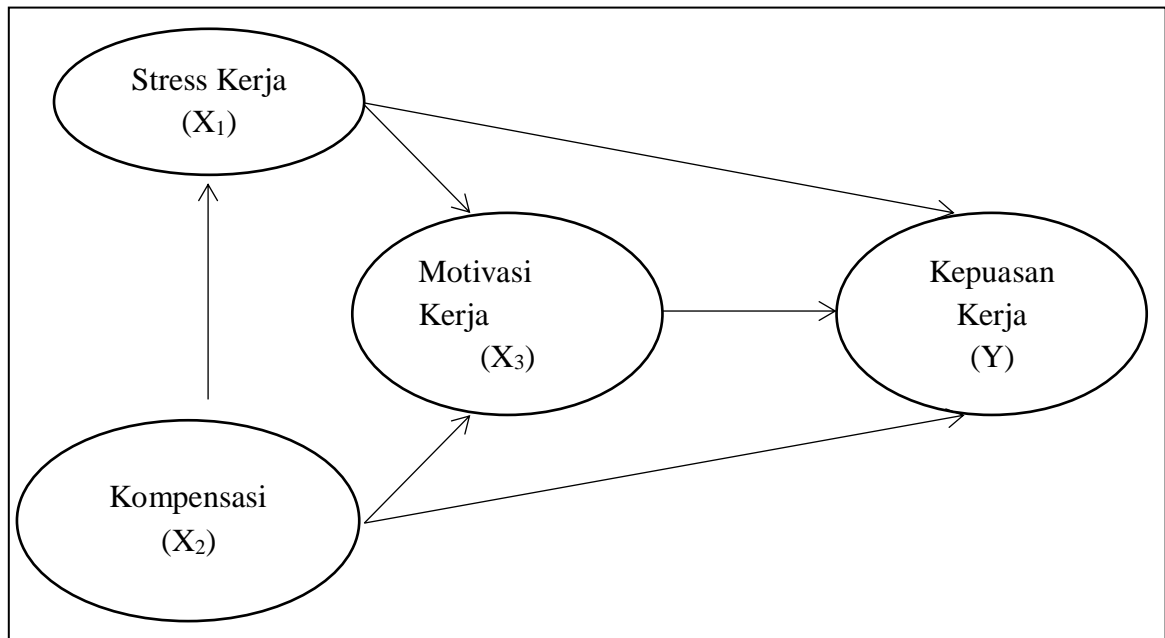 Stress Kerja
(X₁)
Motivasi
Kerja
(X₃)
Kepuasan
Kerja
(Y)
Kompensasi
(X₂)